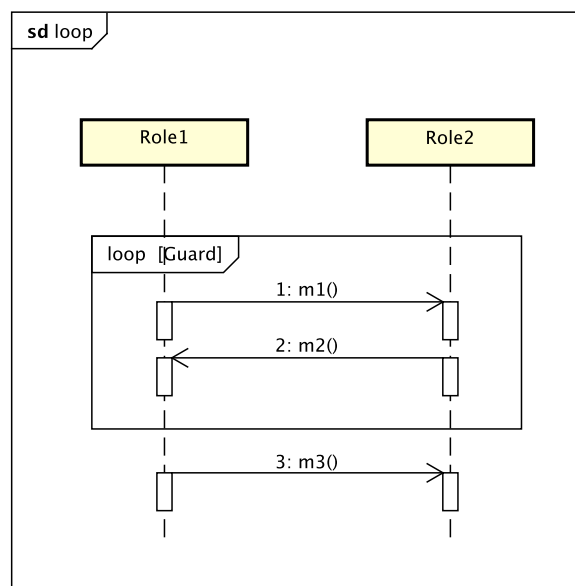 sd loop
Role1
Role2
loop [Guard]
1: m1()
2: m2()
3: m3()